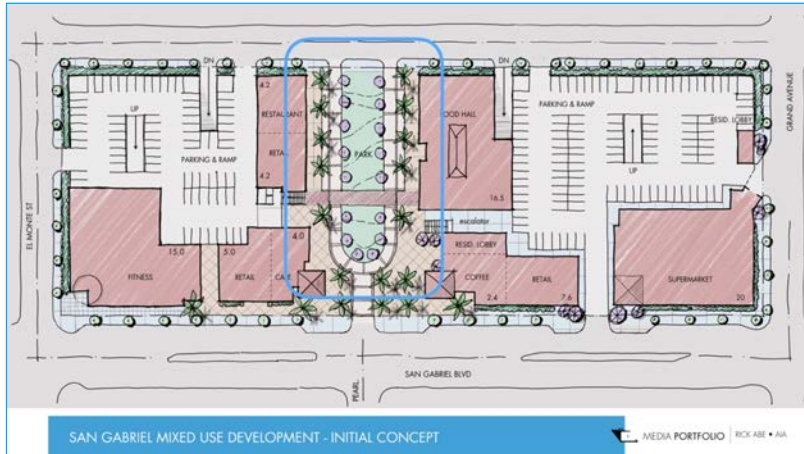 DN
DN
4.2
RESTAURANT
OOD HALL
PARKING & RAMP
UP
RESID. LOBBY
GRAND AVENUE
RETAIL
PARK
PARKING & RAMP
UP
4.2
16.5
EL MONTE ST
escalator
15.0
5.0
4.0
RESID. LOBBY
FITNESS
RETAIL
CAFE
COFFEE
RETAIL
SUPERMARKET
2.4
7.6
20
SAN GABRIEL BLVD
PEARL
SAN GABRIEL MIXED USE DEVELOPMENT - INITIAL CONCEPT
MEDIA PORTFOLIO RICK ABE • AIA